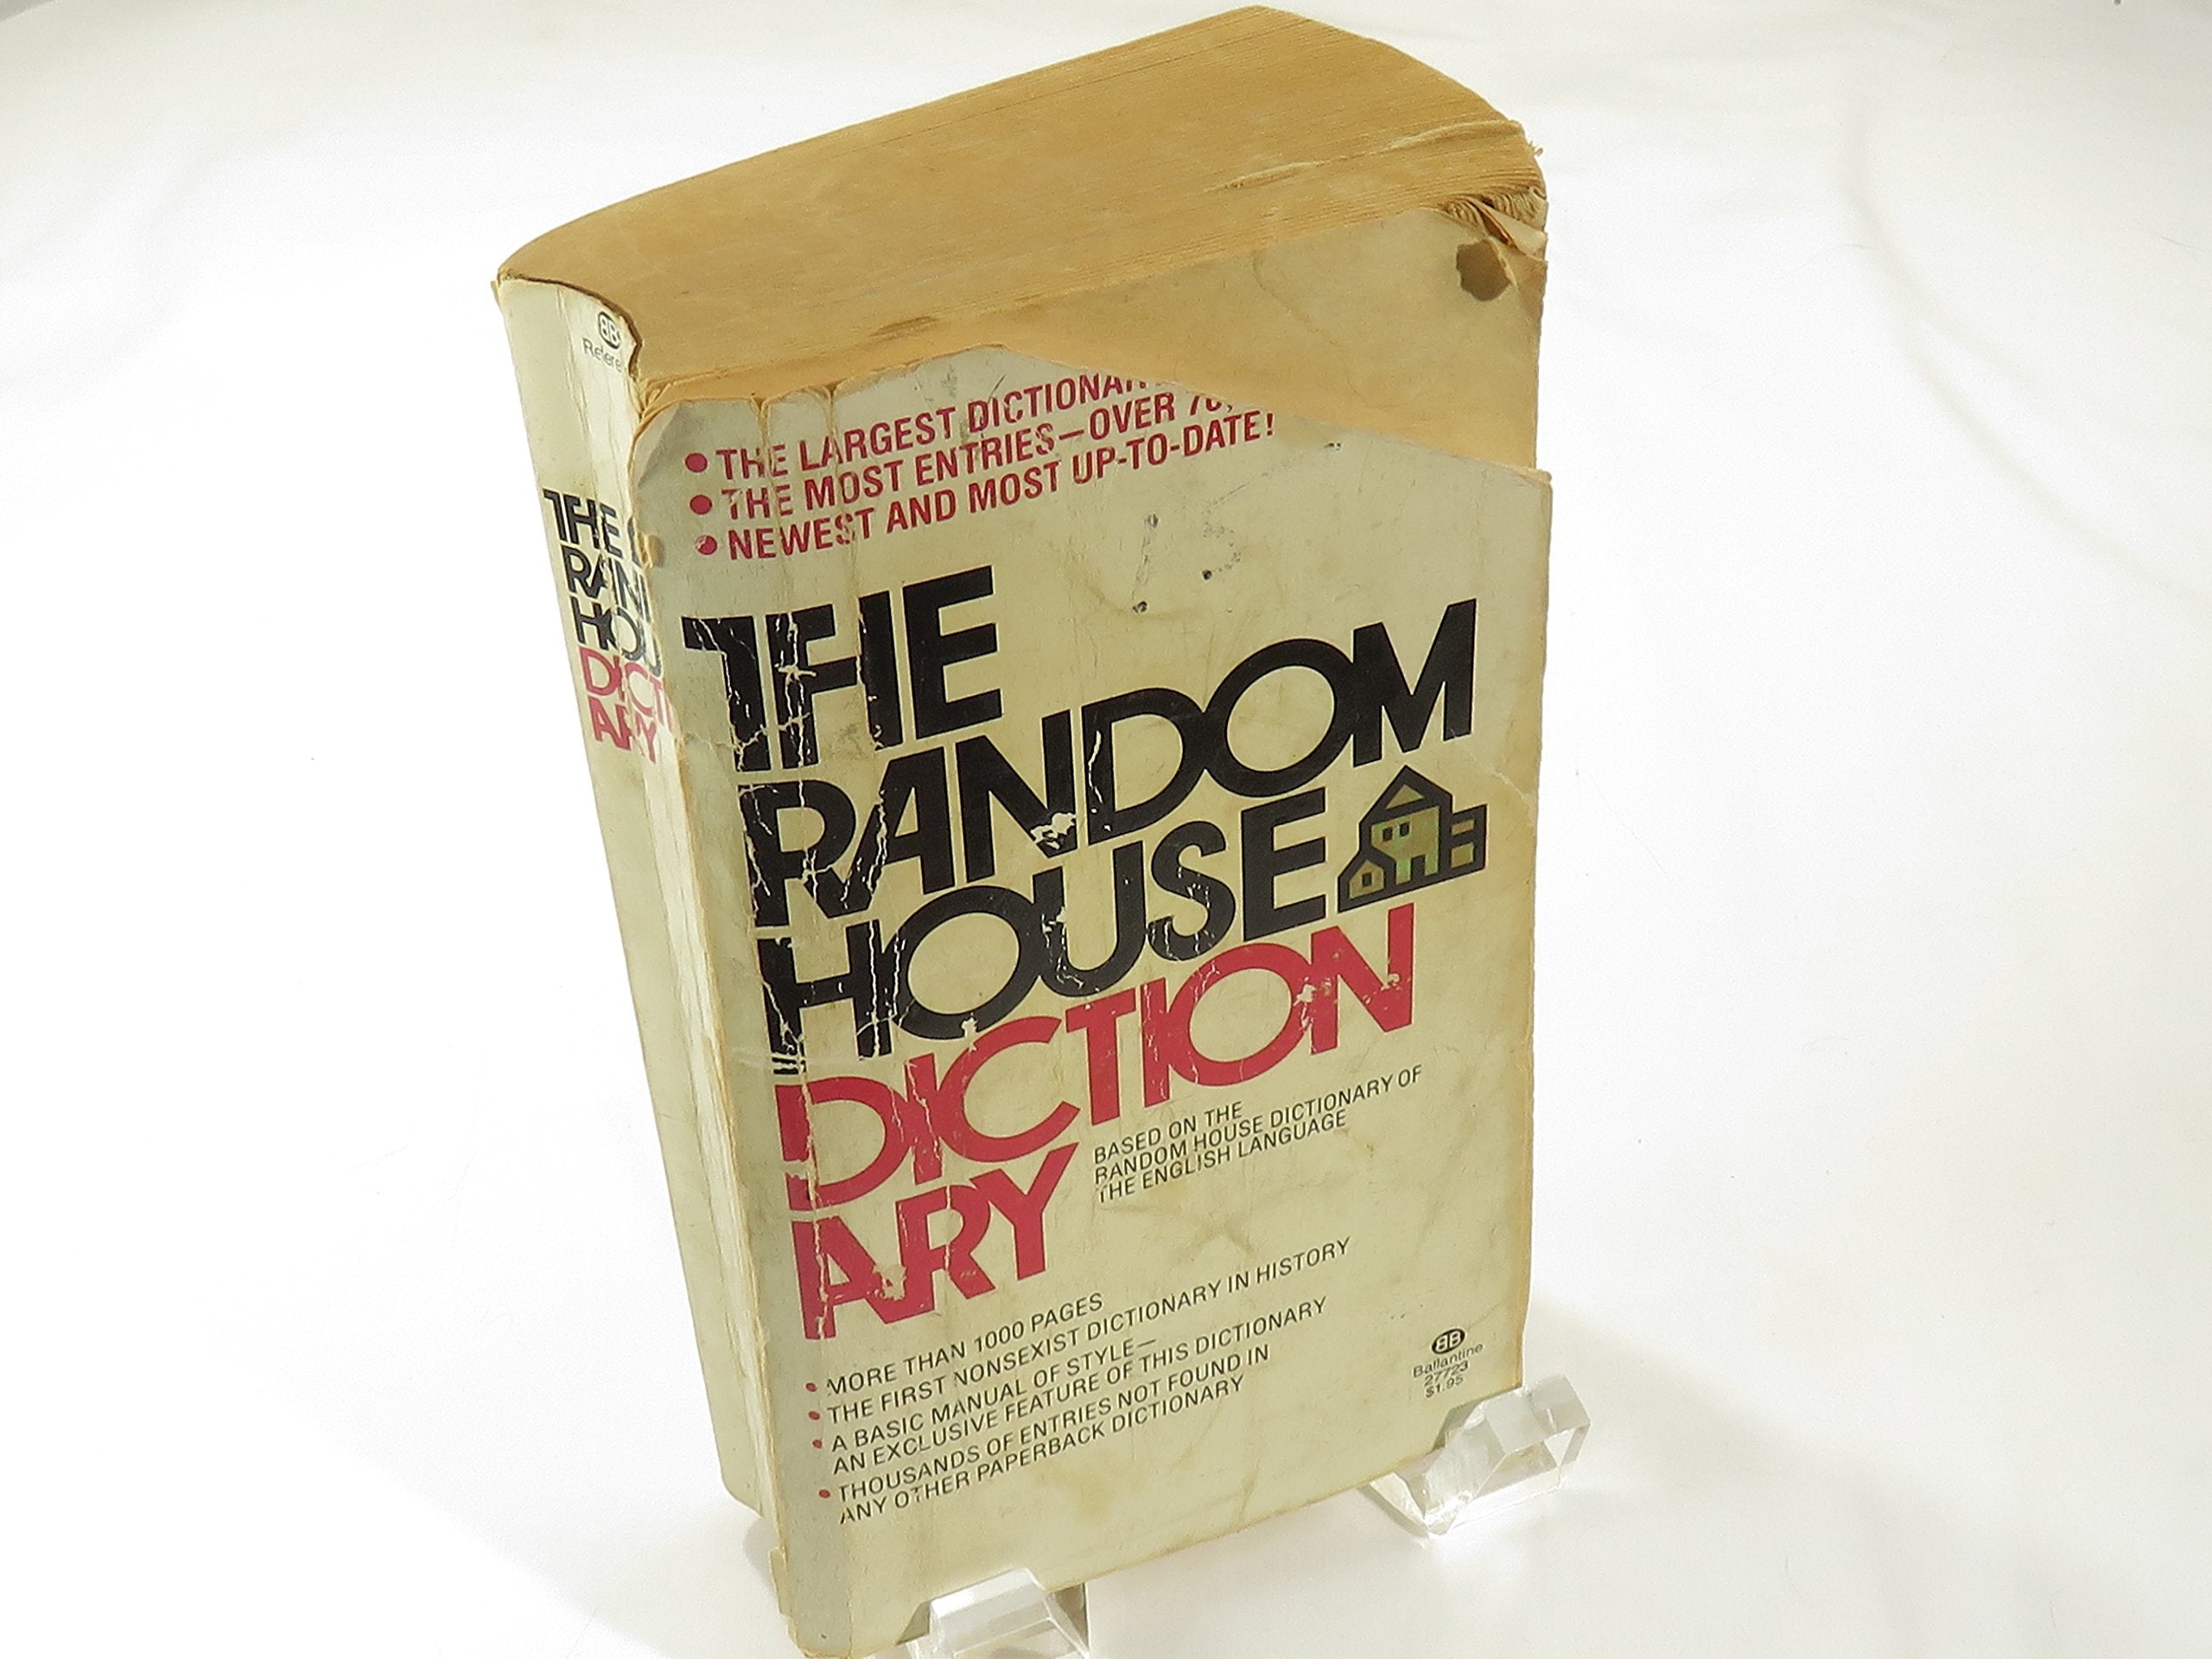 BB
THE
RAN
HOU
DICT
ARY
• THE LARGEST
• THE MOST ENTRIES—OVER
• NEWEST AND MOST UP-TO-DATE!
THE
RANDOM
HOUSE
DICTION
ARY
BASED ON THE
RANDOM HOUSE DICTIONARY OF
THE ENGLISH LANGUAGE
• MORE THAN 1000 PAGES
• THE FIRST NONSEXIST DICTIONARY IN HISTORY
• A BASIC MANUAL OF STYLE—
AN EXCLUSIVE FEATURE OF THIS DICTIONARY
• THOUSANDS OF ENTRIES NOT FOUND IN
ANY OTHER PAPERBACK DICTIONARY
BB
Ballantine
27723
$1.95